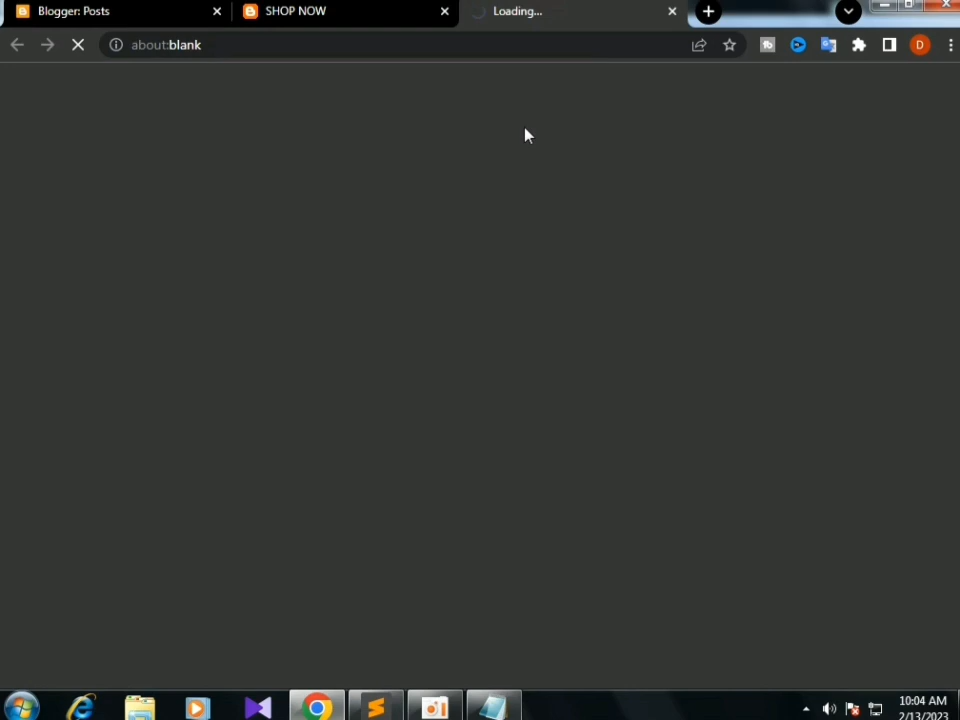 Blogger: Posts
SHOP NOW
Loading...
about:blank
D
10:04 AM
2/13/2023